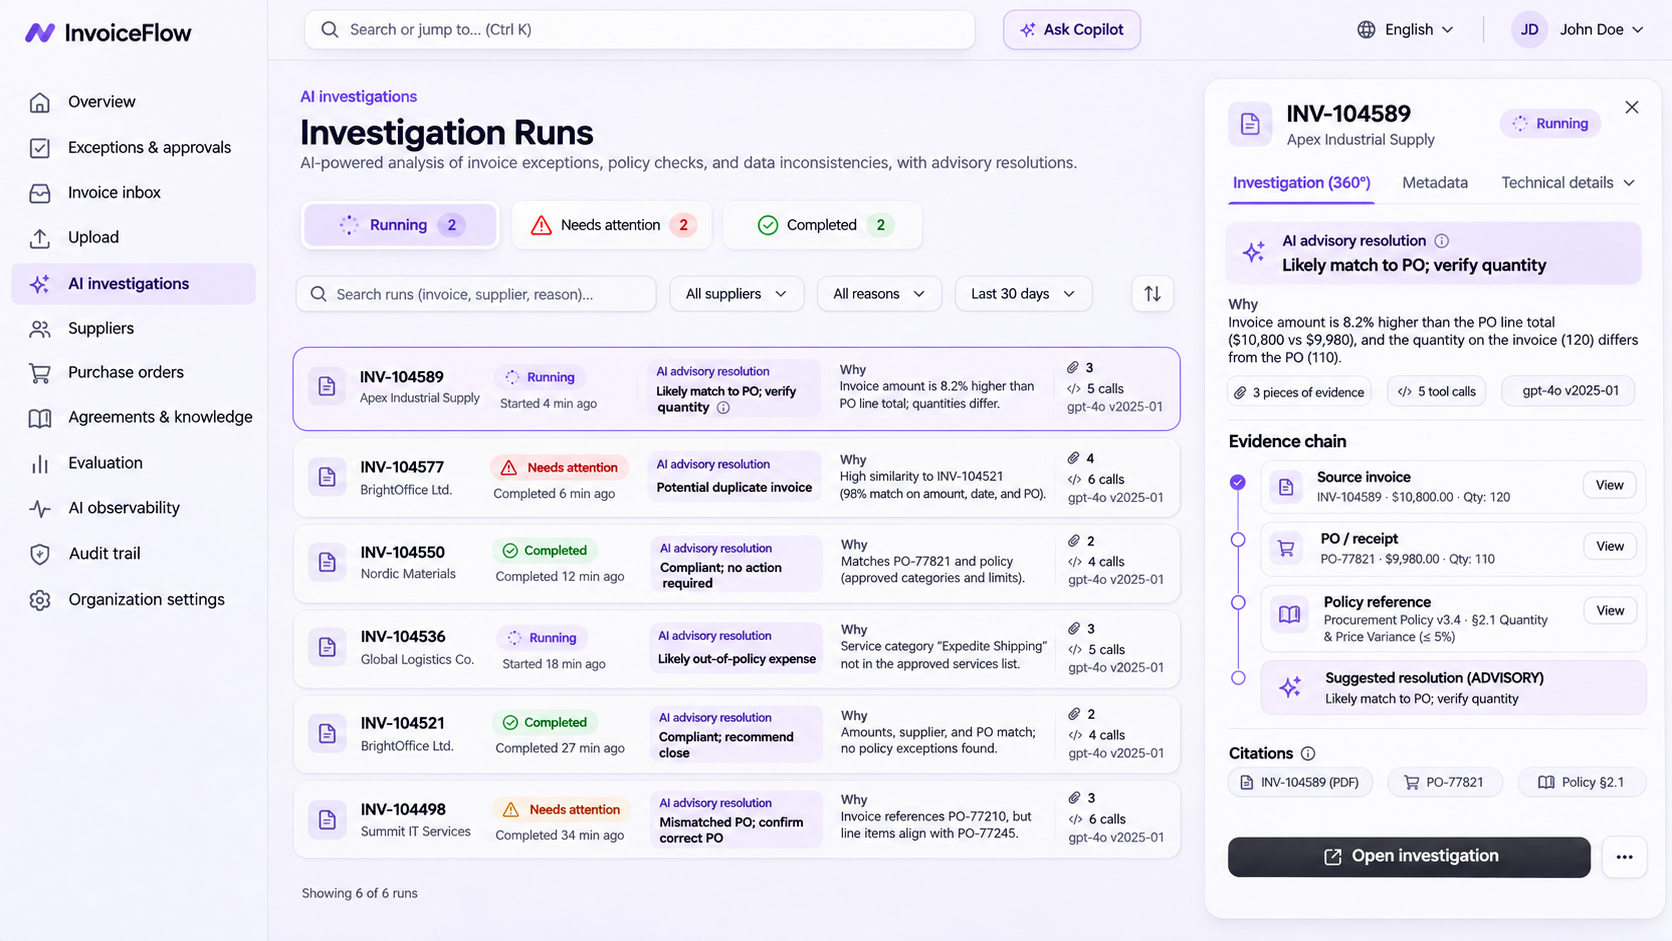 InvoiceFlow
Search or jump to... (Ctrl K)
Ask Copilot
English
JD
John Doe
Overview
Exceptions & approvals
Invoice inbox
Upload
AI investigations
Suppliers
Purchase orders
Agreements & knowledge
Evaluation
AI observability
Audit trail
Organization settings
AI investigations
Investigation Runs
AI-powered analysis of invoice exceptions, policy checks, and data inconsistencies, with advisory resolutions.
Running 2
Needs attention 2
Completed 2
Search runs (invoice, supplier, reason)...
All suppliers
All reasons
Last 30 days
INV-104589
Apex Industrial Supply
Running
Started 4 min ago
AI advisory resolution
Likely match to PO; verify
quantity
Why
Invoice amount is 8.2% higher than
PO line total; quantities differ.
3
</> 5 calls
gpt-4o v2025-01
INV-104577
BrightOffice Ltd.
Needs attention
Completed 6 min ago
AI advisory resolution
Potential duplicate invoice
Why
High similarity to INV-104521
(98% match on amount, date, and PO).
4
</> 6 calls
gpt-4o v2025-01
INV-104550
Nordic Materials
Completed
Completed 12 min ago
AI advisory resolution
Compliant; no action
required
Why
Matches PO-77821 and policy
(approved categories and limits).
2
</> 4 calls
gpt-4o v2025-01
INV-104536
Global Logistics Co.
Running
Started 18 min ago
AI advisory resolution
Likely out-of-policy expense
Why
Service category “Expedite Shipping”
not in the approved services list.
3
</> 5 calls
gpt-4o v2025-01
INV-104521
BrightOffice Ltd.
Completed
Completed 27 min ago
AI advisory resolution
Compliant; recommend
close
Why
Amounts, supplier, and PO match;
no policy exceptions found.
2
</> 4 calls
gpt-4o v2025-01
INV-104498
Summit IT Services
Needs attention
Completed 34 min ago
AI advisory resolution
Mismatched PO; confirm
correct PO
Why
Invoice references PO-77210, but
line items align with PO-77245.
3
</> 6 calls
gpt-4o v2025-01
Showing 6 of 6 runs
INV-104589
Apex Industrial Supply
Running
Investigation (360°)
Metadata
Technical details
AI advisory resolution
Likely match to PO; verify quantity
Why
Invoice amount is 8.2% higher than the PO line total
($10,800 vs $9,980), and the quantity on the invoice (120) differs
from the PO (110).
3 pieces of evidence
</> 5 tool calls
gpt-4o v2025-01
Evidence chain
Source invoice
INV-104589 · $10,800.00 · Qty: 120
View
PO / receipt
PO-77821 · $9,980.00 · Qty: 110
View
Policy reference
Procurement Policy v3.4 · §2.1 Quantity
& Price Variance (≤ 5%)
View
Suggested resolution (ADVISORY)
Likely match to PO; verify quantity
Citations
INV-104589 (PDF)
PO-77821
Policy §2.1
Open investigation